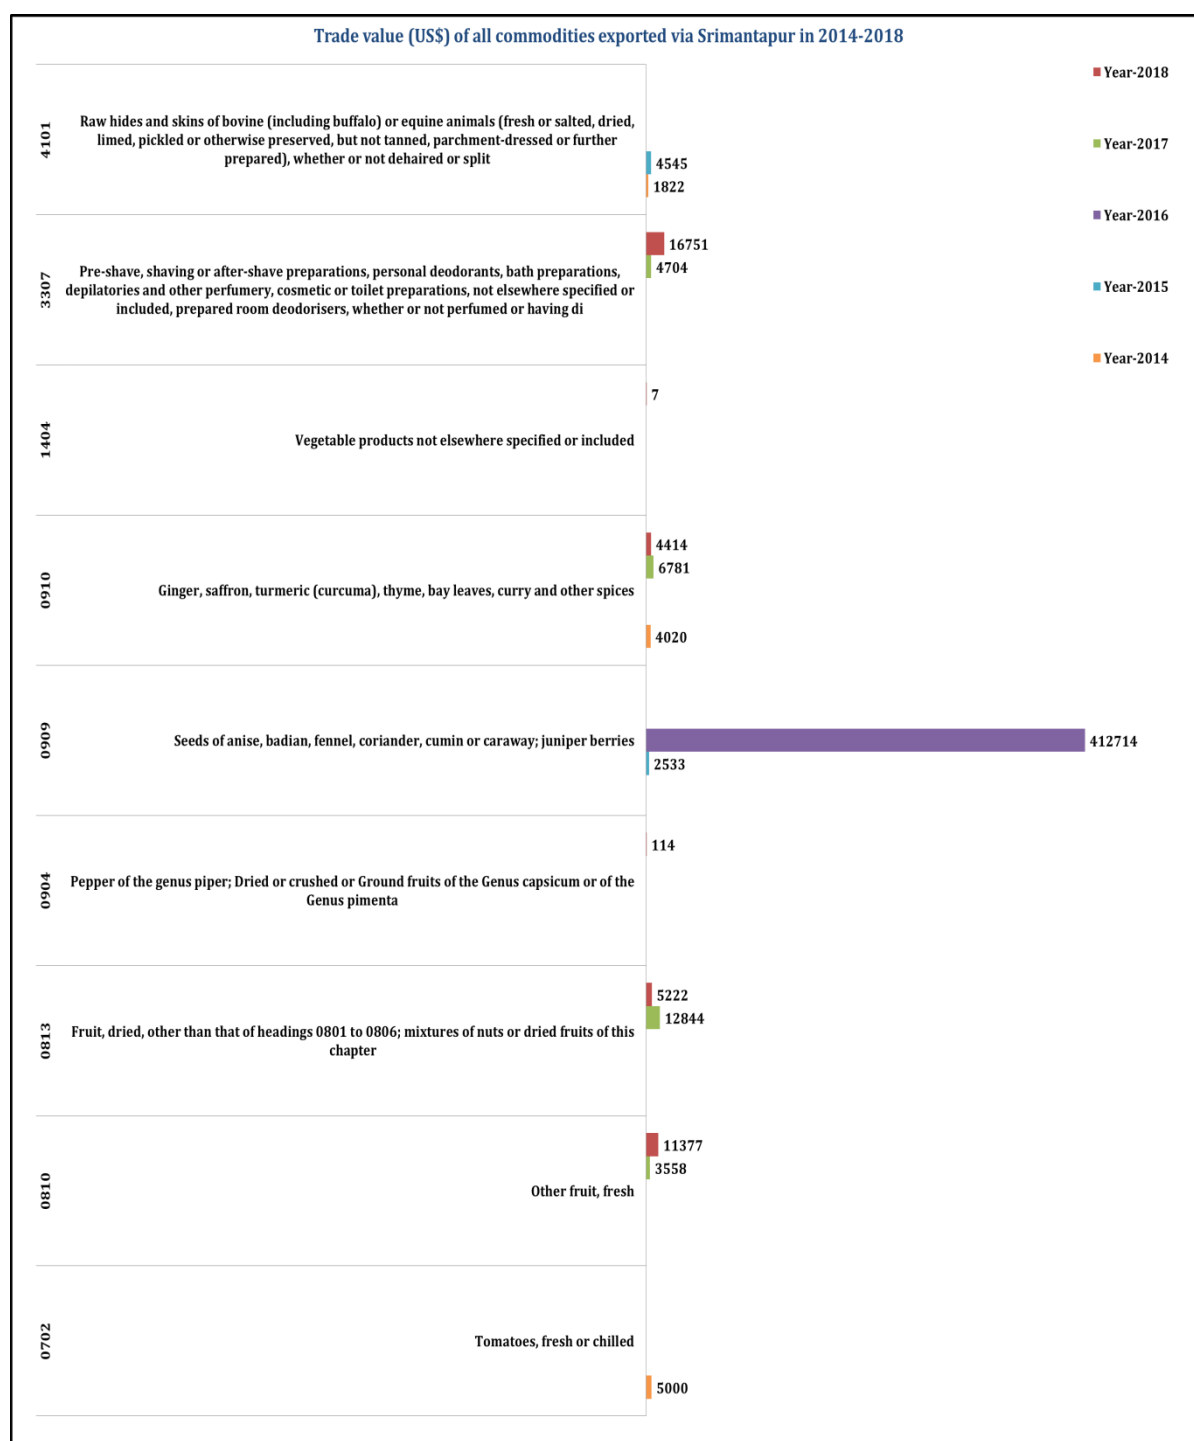 Trade value (US$) of all commodities exported via Srimantapur in 2014-2018
Year-2018
Year-2017
Year-2016
Year-2015
Year-2014
4101
Raw hides and skins of bovine (including buffalo) or equine animals (fresh or salted, dried,
limed, pickled or otherwise preserved, but not tanned, parchment-dressed or further
prepared), whether or not dehaired or split
4545
1822
3307
Pre-shave, shaving or after-shave preparations, personal deodorants, bath preparations,
depilatories and other perfumery, cosmetic or toilet preparations, not elsewhere specified or
included, prepared room deodorisers, whether or not perfumed or having di
16751
4704
1404
Vegetable products not elsewhere specified or included
7
0910
Ginger, saffron, turmeric (curcuma), thyme, bay leaves, curry and other spices
4414
6781
4020
0909
Seeds of anise, badian, fennel, coriander, cumin or caraway; juniper berries
412714
2533
0904
Pepper of the genus piper; Dried or crushed or Ground fruits of the Genus capsicum or of the
Genus pimenta
114
0813
Fruit, dried, other than that of headings 0801 to 0806; mixtures of nuts or dried fruits of this
chapter
5222
12844
0810
Other fruit, fresh
11377
3558
0702
Tomatoes, fresh or chilled
5000